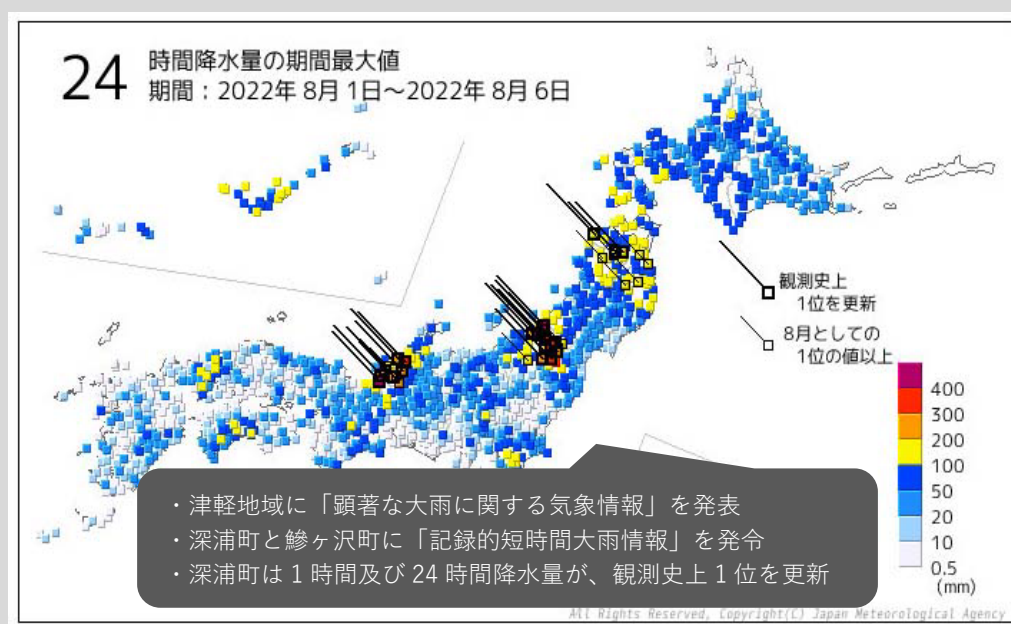 24
時間降水量の期間最大値
期間：2022年 8月 1日～2022年 8月 6日
観測史上
1位を更新
8月としての
1位の値以上
400
300
200
100
50
20
10
0.5
(mm)
・津軽地域に「顕著な大雨に関する気象情報」を発表
・深浦町と鰺ヶ沢町に「記録的短時間大雨情報」を発令
・深浦町は１時間及び 24 時間降水量が、観測史上１位を更新
All Rights Reserved, Copyright(C) Japan Meteorological Agency